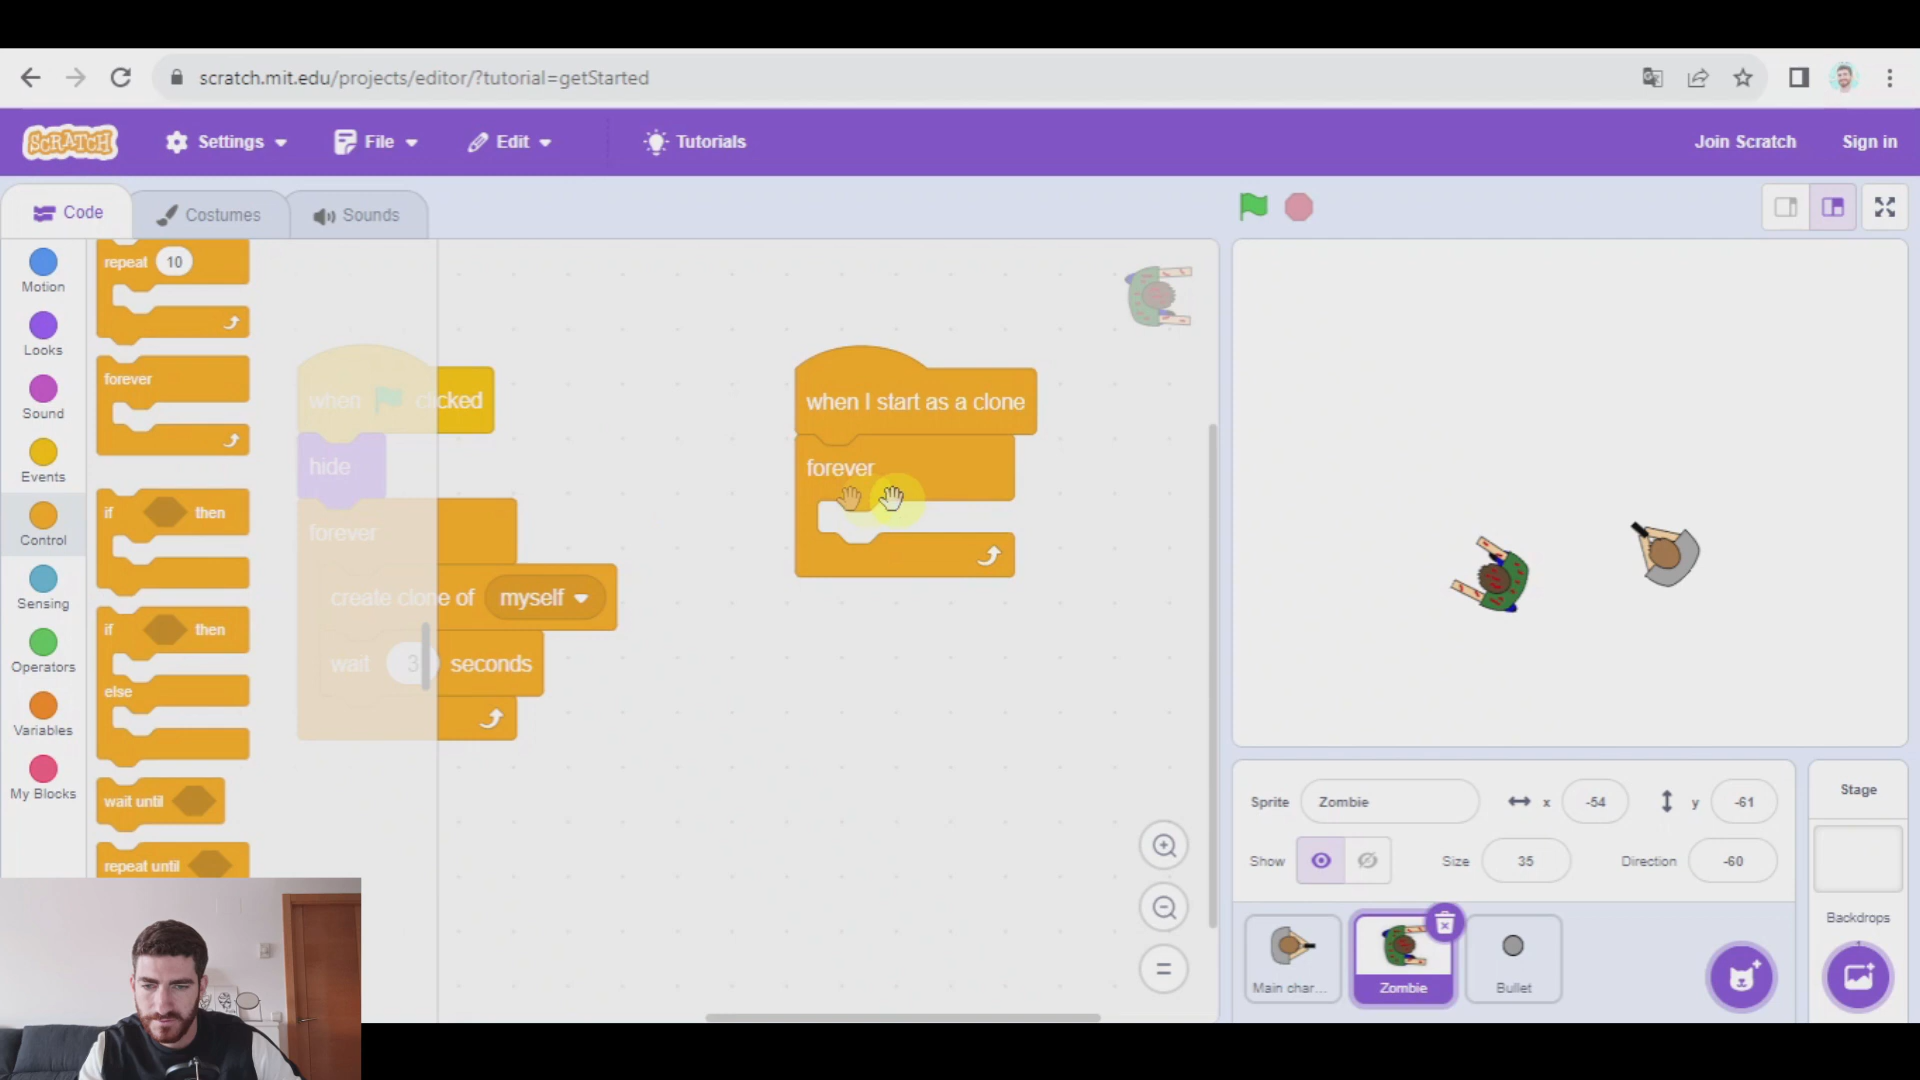 scratch.mit.edu/projects/editor/?tutorial=getStarted
SCRATCH
Settings
File
Edit
Tutorials
Join Scratch
Sign in
Code
Costumes
Sounds
Motion
Looks
Sound
Events
Control
Sensing
Operators
Variables
My Blocks
repeat 10
forever
if then
if then
else
wait until
repeat until
when clicked
hide
forever
create clone of myself
wait 3 seconds
when I start as a clone
forever
Sprite Zombie x -54 y -61
Show Size 35 Direction -60
Main char...
Zombie
Bullet
Stage
Backdrops